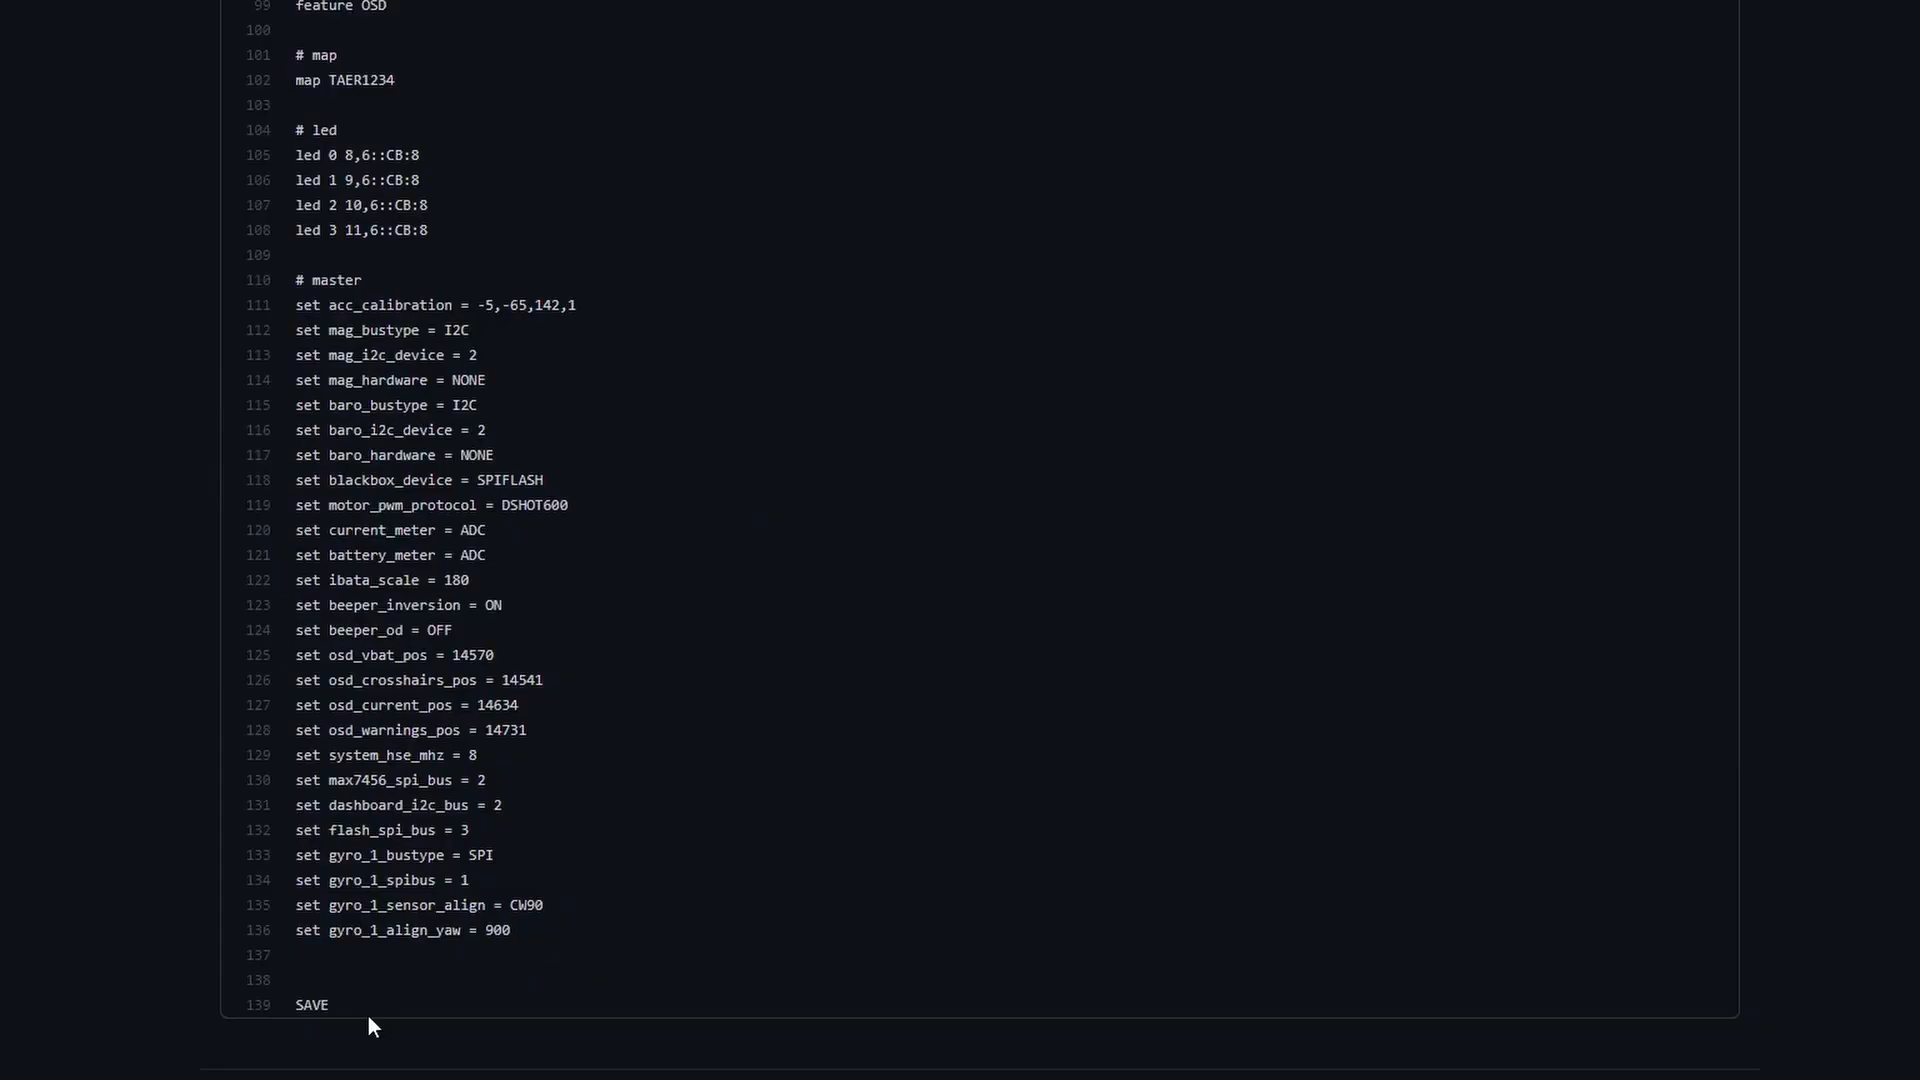 99 feature OSD
100
101 # map
102 map TAER1234
103
104 # led
105 led 0 8,6::CB:8
106 led 1 9,6::CB:8
107 led 2 10,6::CB:8
108 led 3 11,6::CB:8
109
110 # master
111 set acc_calibration = -5,-65,142,1
112 set mag_bustype = I2C
113 set mag_i2c_device = 2
114 set mag_hardware = NONE
115 set baro_bustype = I2C
116 set baro_i2c_device = 2
117 set baro_hardware = NONE
118 set blackbox_device = SPIFLASH
119 set motor_pwm_protocol = DSHOT600
120 set current_meter = ADC
121 set battery_meter = ADC
122 set ibata_scale = 180
123 set beeper_inversion = ON
124 set beeper_od = OFF
125 set osd_vbat_pos = 14570
126 set osd_crosshairs_pos = 14541
127 set osd_current_pos = 14634
128 set osd_warnings_pos = 14731
129 set system_hse_mhz = 8
130 set max7456_spi_bus = 2
131 set dashboard_i2c_bus = 2
132 set flash_spi_bus = 3
133 set gyro_1_bustype = SPI
134 set gyro_1_spibus = 1
135 set gyro_1_sensor_align = CW90
136 set gyro_1_align_yaw = 900
137
138
139 SAVE